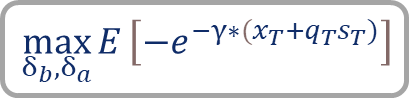 max E [−e^{−γ*(x_T+q_T s_T)}]
δ_b,δ_a